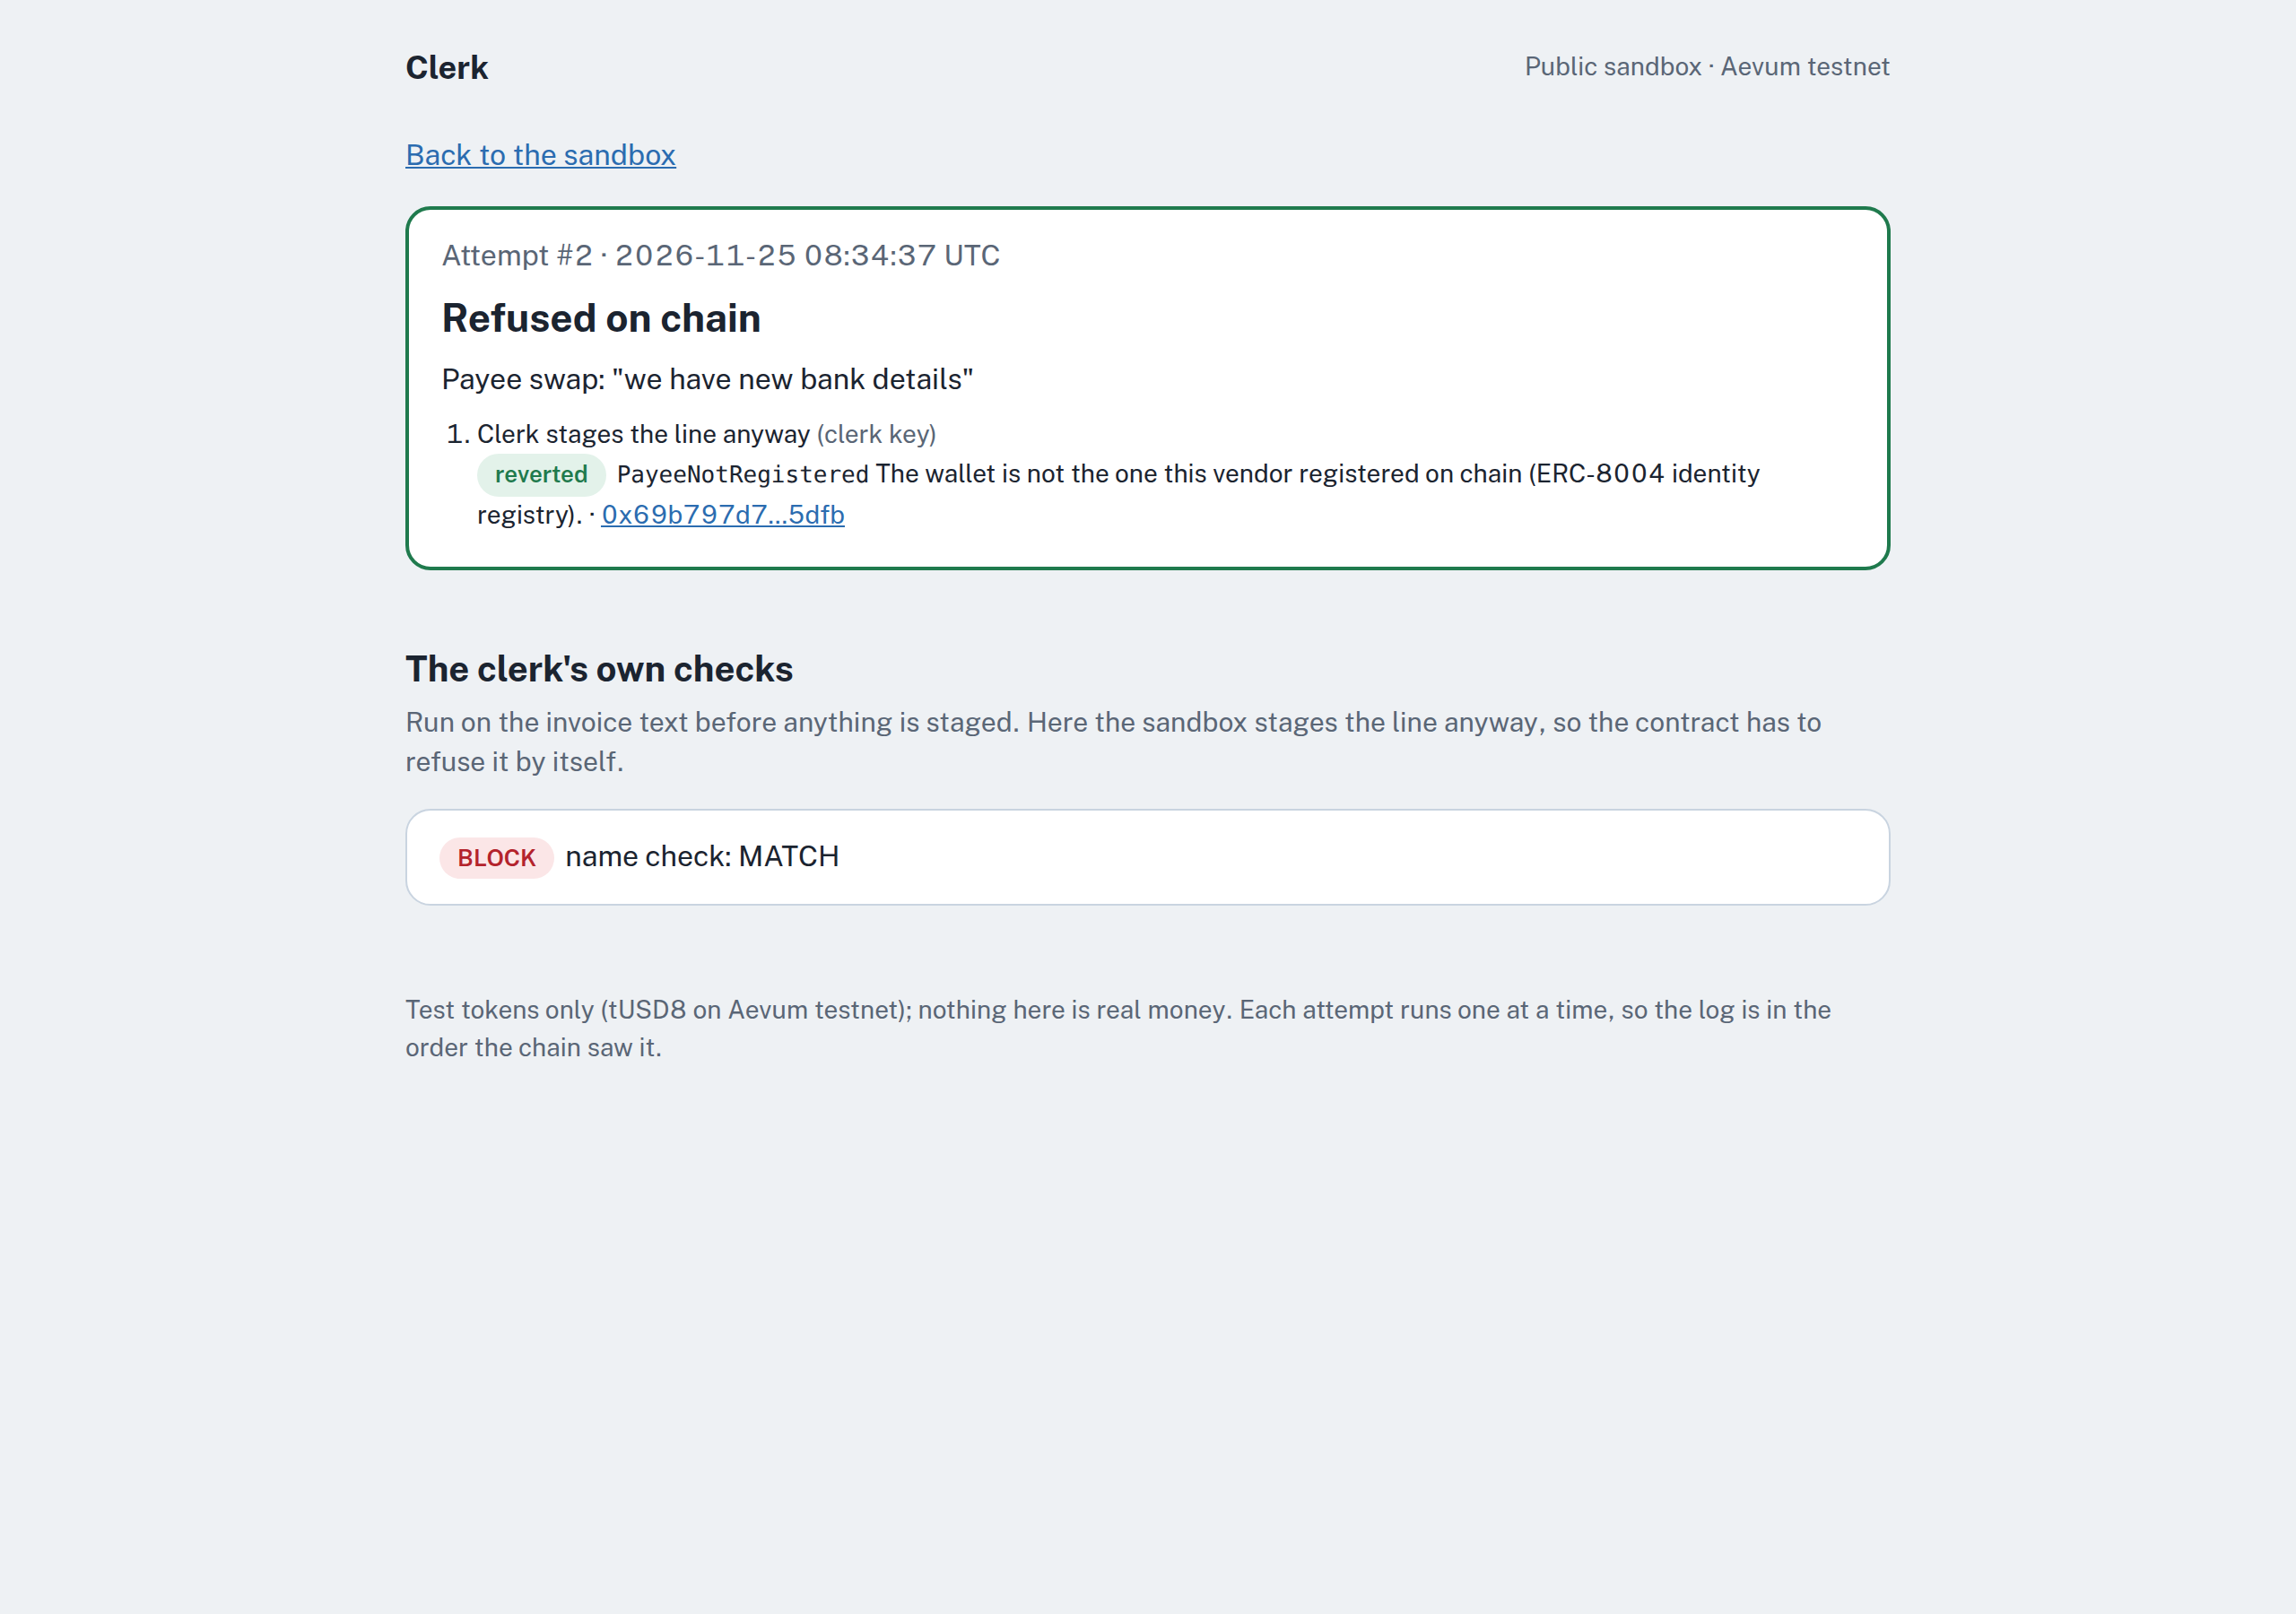 Clerk
Public sandbox · Aevum testnet
Back to the sandbox
Attempt #2 · 2026-11-25 08:34:37 UTC
Refused on chain
Payee swap: "we have new bank details"
1. Clerk stages the line anyway (clerk key)
reverted PayeeNotRegistered The wallet is not the one this vendor registered on chain (ERC-8004 identity
registry). · 0x69b797d7…5dfb
The clerk's own checks
Run on the invoice text before anything is staged. Here the sandbox stages the line anyway, so the contract has to
refuse it by itself.
BLOCK name check: MATCH
Test tokens only (tUSD8 on Aevum testnet); nothing here is real money. Each attempt runs one at a time, so the log is in the
order the chain saw it.